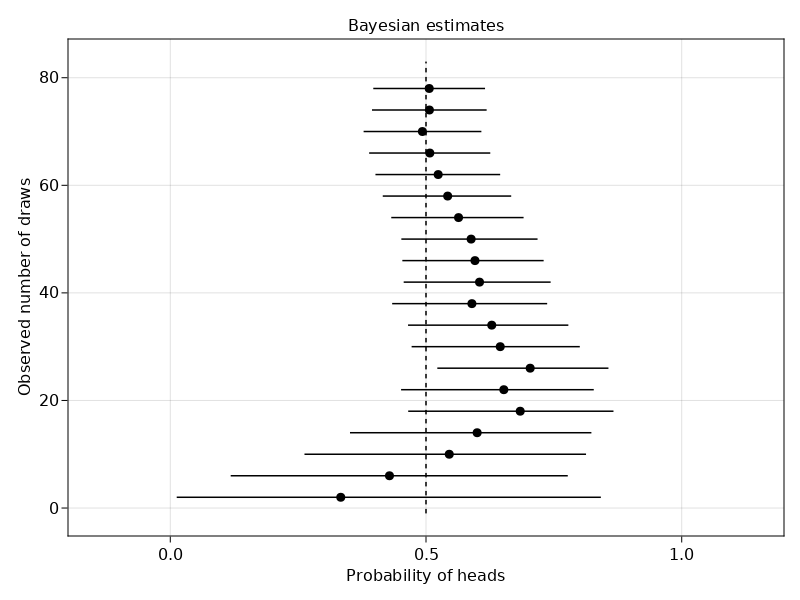 Bayesian estimates
Observed number of draws
80
60
40
20
0
0.0 0.5 1.0
Probability of heads